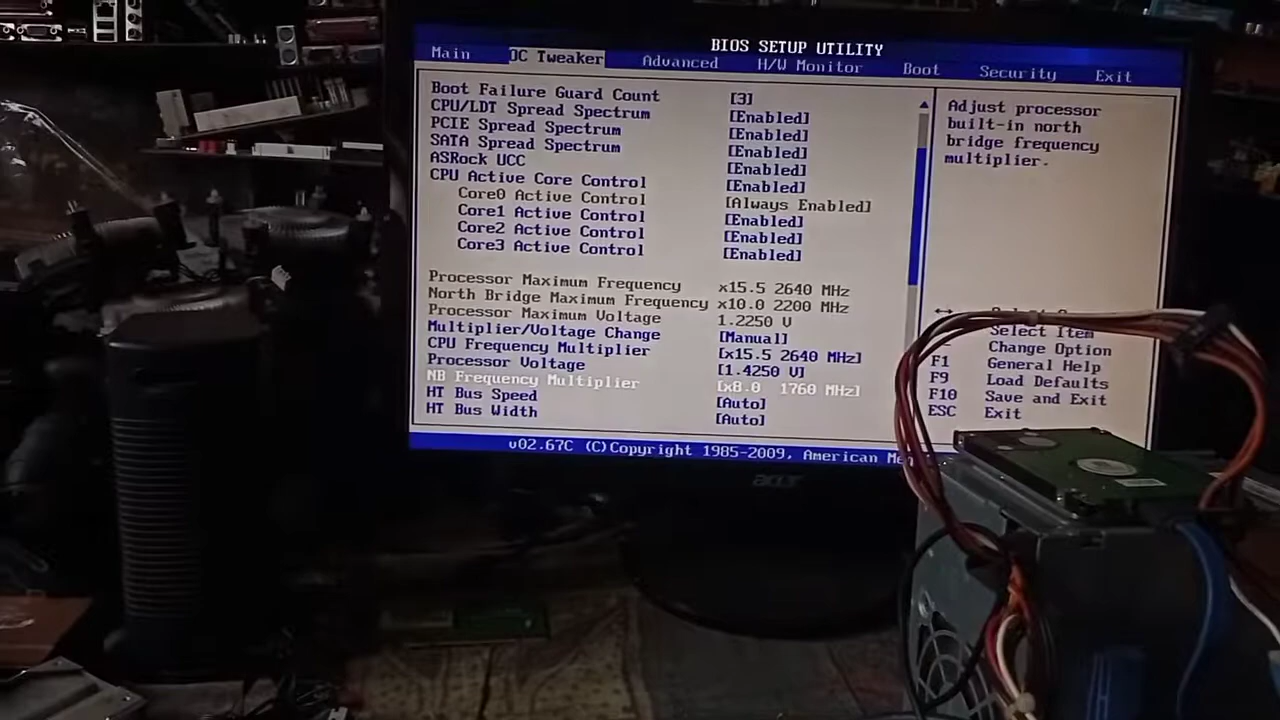 BIOS SETUP UTILITY
Main OC Tweaker Advanced H/W Monitor Boot Security Exit
Boot Failure Guard Count [3]
CPU/LDT Spread Spectrum [Enabled]
PCIE Spread Spectrum [Enabled]
SATA Spread Spectrum [Enabled]
ASRock UCC [Enabled]
CPU Active Core Control [Enabled]
Core0 Active Control [Always Enabled]
Core1 Active Control [Enabled]
Core2 Active Control [Enabled]
Core3 Active Control [Enabled]
Processor Maximum Frequency x15.5 2640 MHz
North Bridge Maximum Frequency x10.0 2200 MHz
Processor Maximum Voltage 1.2250 V
Multiplier/Voltage Change [Manual]
CPU Frequency Multiplier [x15.5 2640 MHz]
Processor Voltage [1.4250 V]
NB Frequency Multiplier [x8.0 1760 MHz]
HT Bus Speed [Auto]
HT Bus Width [Auto]
Adjust processor
built-in north
bridge frequency
multiplier.
Select Item
Change Option
F1 General Help
F9 Load Defaults
F10 Save and Exit
ESC Exit
v02.67C (C)Copyright 1985-2009, American
acer